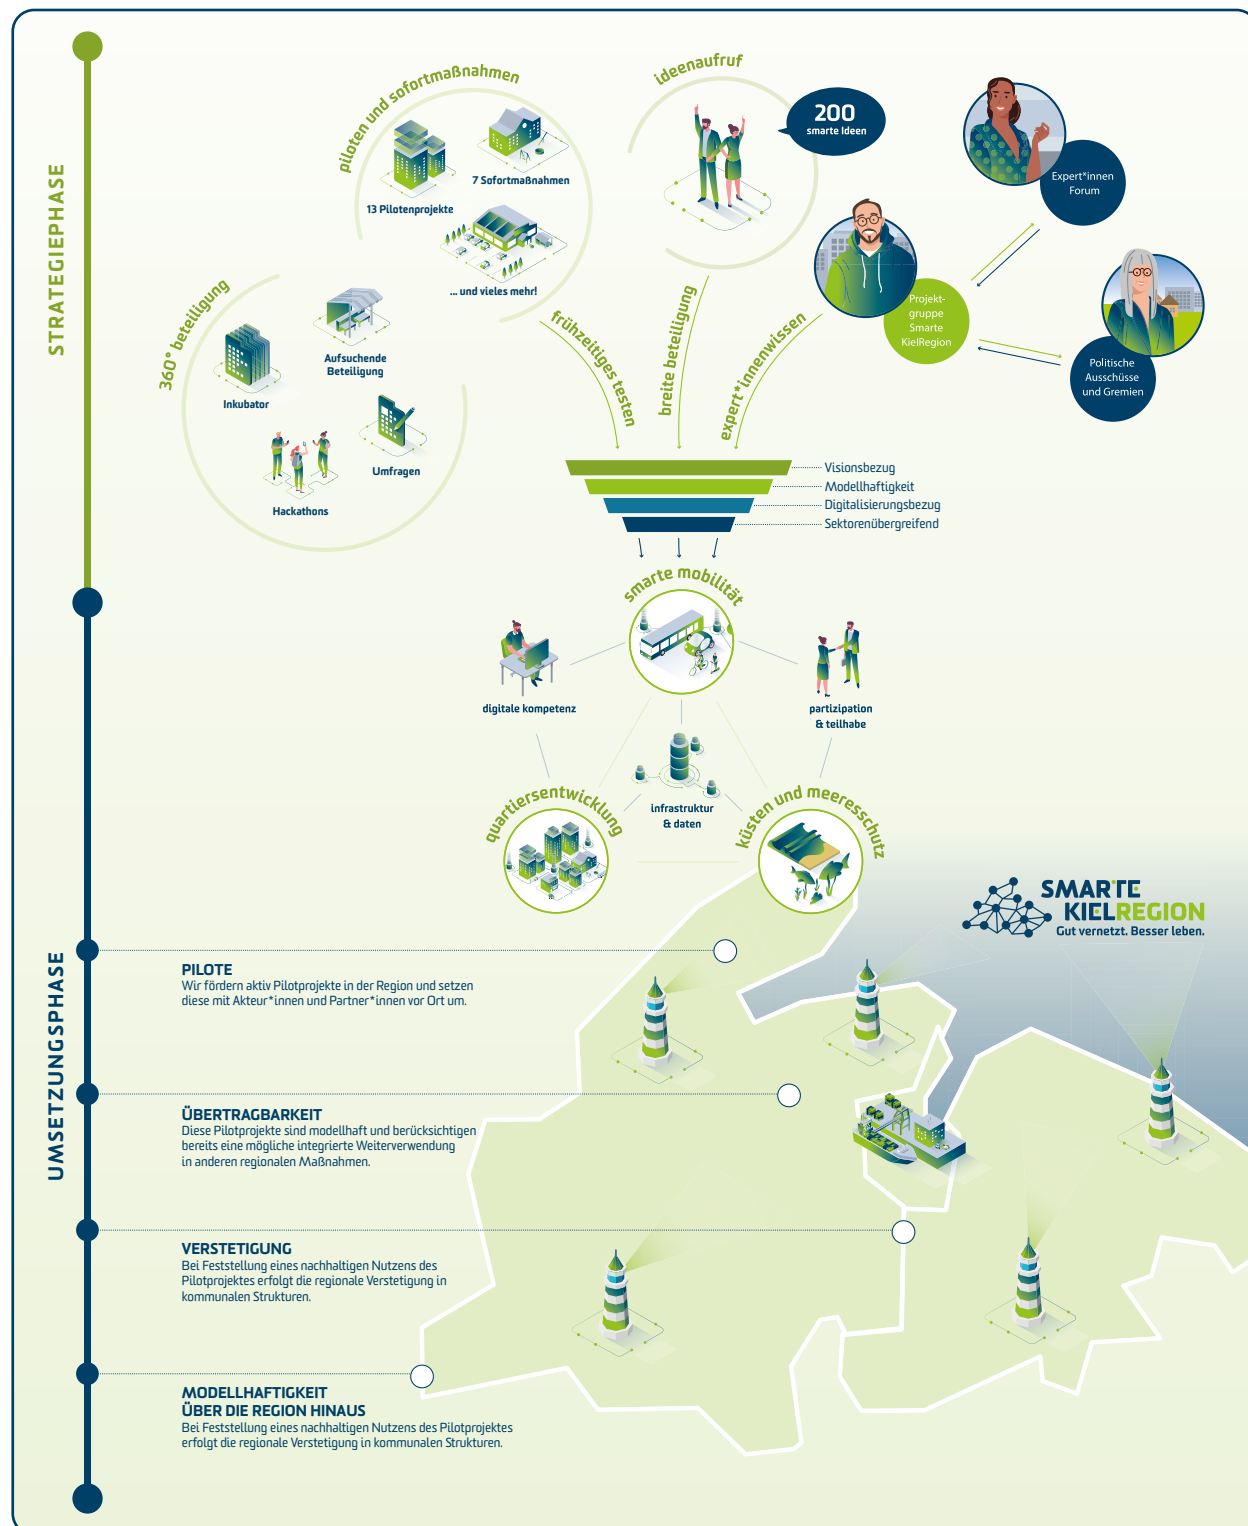 STRATEGIEPHASE
piloten und sofortmaßnahmen
7 Sofortmaßnahmen
13 Pilotenprojekte
... und vieles mehr!
ideenaufruf
200
smarte Ideen
Expert*innen
Forum
Projekt-
gruppe
Smarte
KielRegion
Politische
Ausschüsse
und Gremien
360° beteiligung
Aufsuchende
Beteiligung
Inkubator
Umfragen
Hackathons
frühzeitiges testen
breite beteiligung
expert*innenwissen
Visionsbezug
Modellhaftigkeit
Digitalisierungsbezug
Sektorenübergreifend
smarte mobilität
digitale kompetenz
partizipation
& teilhabe
infrastruktur
& daten
quartiersentwicklung
küsten und meeresschutz
SMARTE
KIELREGION
Gut vernetzt. Besser leben.
UMSETZUNGSPHASE
PILOTE
Wir fördern aktiv Pilotprojekte in der Region und setzen
diese mit Akteur*innen und Partner*innen vor Ort um.
ÜBERTRAGBARKEIT
Diese Pilotprojekte sind modellhaft und berücksichtigen
bereits eine mögliche integrierte Weiterverwendung
in anderen regionalen Maßnahmen.
VERSTETIGUNG
Bei Feststellung eines nachhaltigen Nutzens des
Pilotprojektes erfolgt die regionale Verstetigung in
kommunalen Strukturen.
MODELLHAFTIGKEIT
ÜBER DIE REGION HINAUS
Bei Feststellung eines nachhaltigen Nutzens des Pilotprojektes
erfolgt die regionale Verstetigung in kommunalen Strukturen.